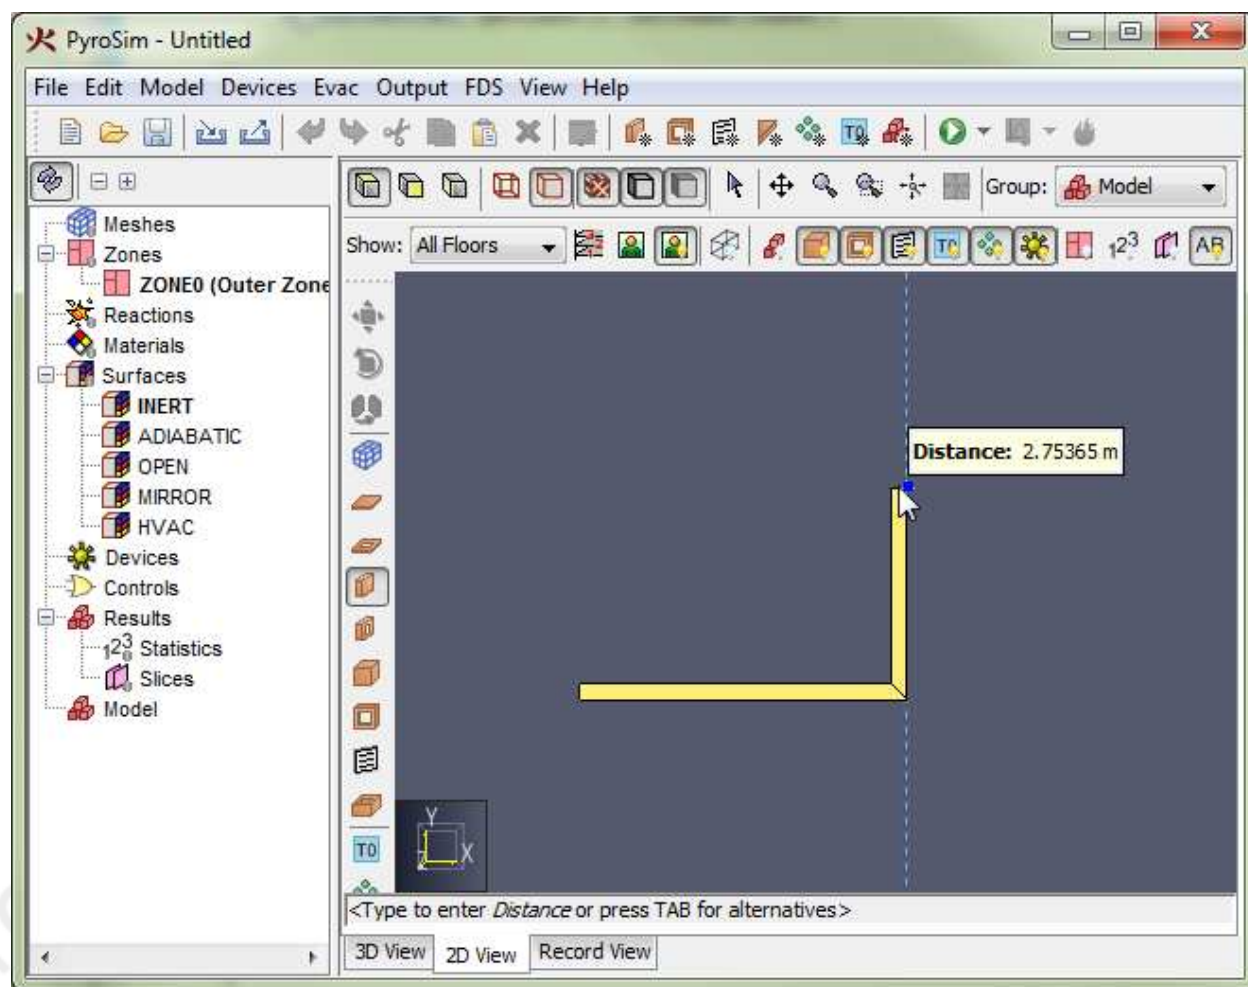 PyroSim - Untitled
File Edit Model Devices Evac Output FDS View Help
Group: Model
Show: All Floors
Meshes
Zones
ZONE0 (Outer Zone
Reactions
Materials
Surfaces
INERT
ADIABATIC
OPEN
MIRROR
HVAC
Devices
Controls
Results
Statistics
Slices
Model
Distance: 2.75365 m
Y
X
<Type to enter Distance or press TAB for alternatives>
3D View 2D View Record View